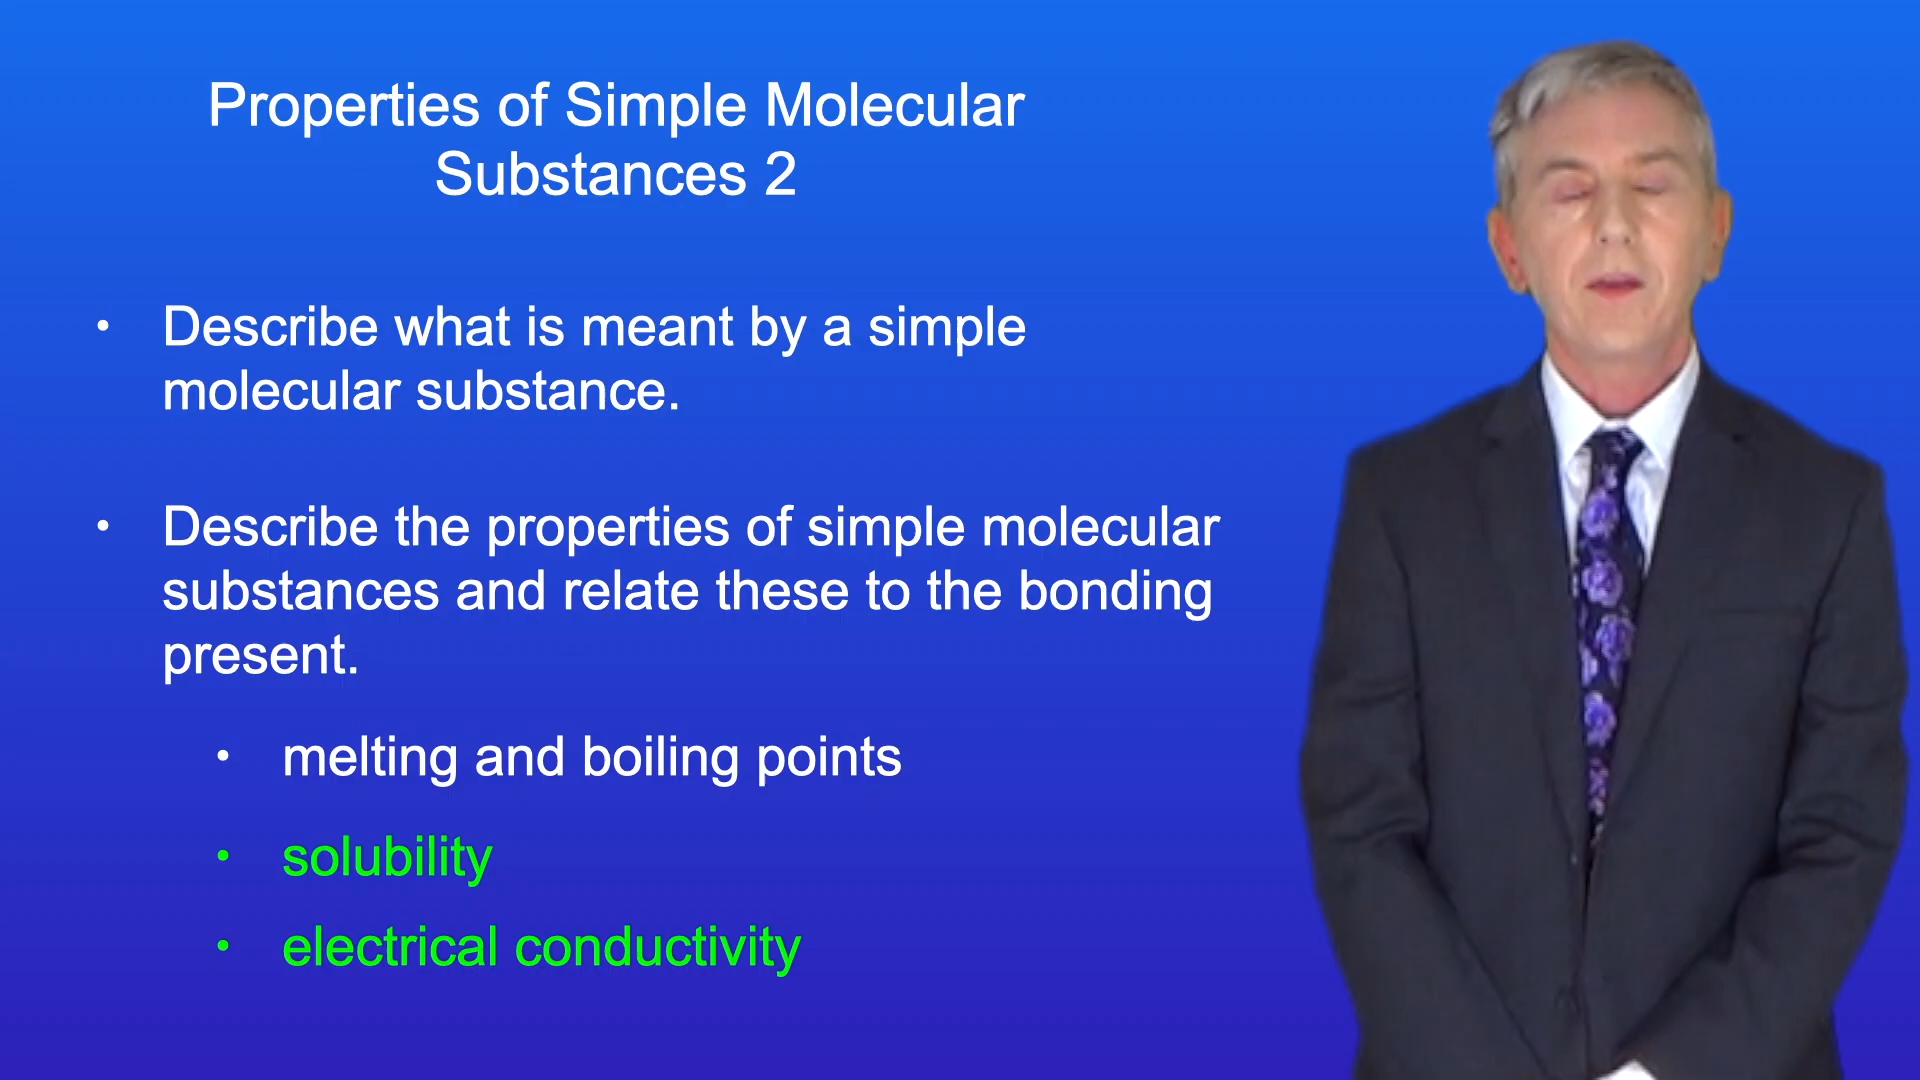 Properties of Simple Molecular
Substances 2
• Describe what is meant by a simple
molecular substance.
• Describe the properties of simple molecular
substances and relate these to the bonding
present.
• melting and boiling points
• solubility
• electrical conductivity